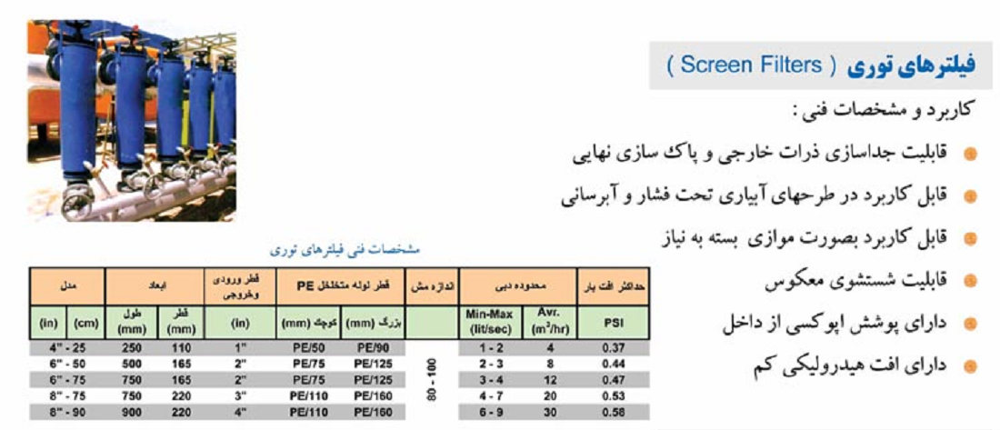 فیلترهای توری ( Screen Filters )
کاربرد و مشخصات فنی :
قابلیت جداسازی ذرات خارجی و پاک سازی نهایی
قابل کاربرد در طرحهای آبیاری تحت فشار و آبرسانی
قابل کاربرد بصورت موازی بسته به نیاز
قابلیت شستشوی معکوس
دارای پوشش اپوکسی از داخل
دارای افت هیدرولیکی کم
مشخصات فنی فیلترهای توری
مدل ابعاد قطر ورودی وخروجی قطر لوله متخلخل PE اندازه مش محدوده دبی حداکثر افت بار
(in) (cm) طول (mm) قطر (mm) (in) کوچک (mm) بزرگ (mm) Min-Max (lit/sec) Avr. (m³/hr) PSI
4" - 25 250 110 1" PE/50 PE/90 1 - 2 4 0.37
6" - 50 500 165 2" PE/75 PE/125 2 - 3 8 0.44
6" - 75 750 165 2" PE/75 PE/125 3 - 4 12 0.47
8" - 75 750 220 3" PE/110 PE/160 4 - 7 20 0.53
8" - 90 900 220 4" PE/110 PE/160 6 - 9 30 0.58
80 - 100